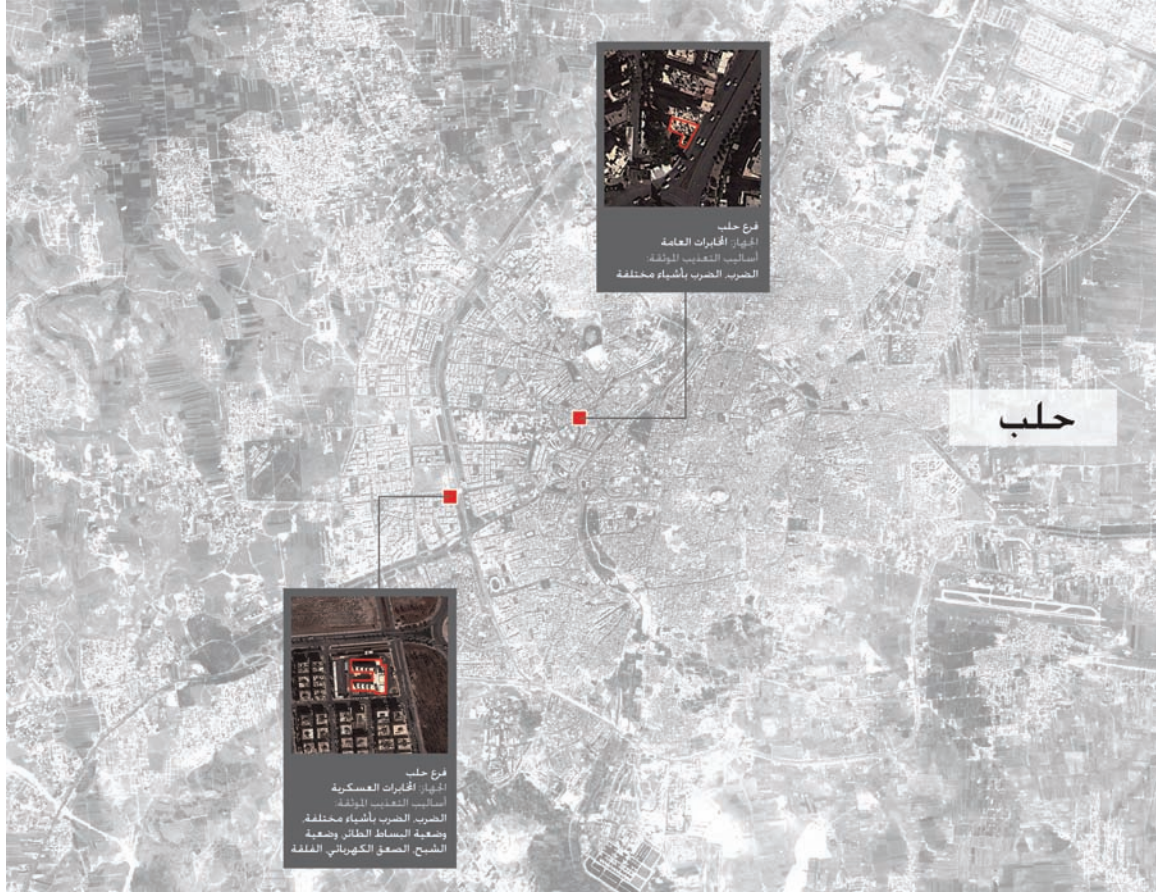 فرع حلب
الجهاز: المخابرات العامة
أساليب التعذيب الموثقة:
الضرب، الضرب بأشياء مختلفة
حلب
فرع حلب
الجهاز: المخابرات العسكرية
أساليب التعذيب الموثقة:
الضرب، الضرب بأشياء مختلفة،
وضعية البساط الطائر، وضعية
الشبح، الصعق الكهربائي، الفلقة